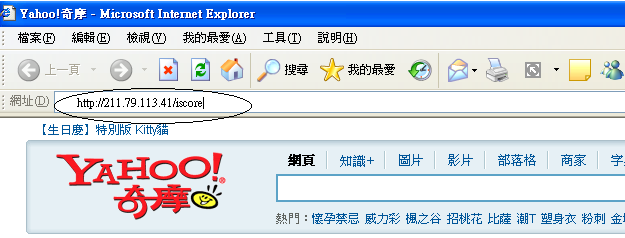 Yahoo!奇摩 - Microsoft Internet Explorer
檔案(F) 編輯(E) 檢視(V) 我的最愛(A) 工具(T) 說明(H)
上一頁 搜尋 我的最愛
網址(D) http://211.79.113.41/iscore
【生日慶】特別版 Kitty貓
YAHOO! 奇摩
網頁 知識+ 圖片 影片 部落格 商家
熱門：懷孕禁忌 威力彩 楓之谷 招桃花 比薩 潮T 塑身衣 粉刺